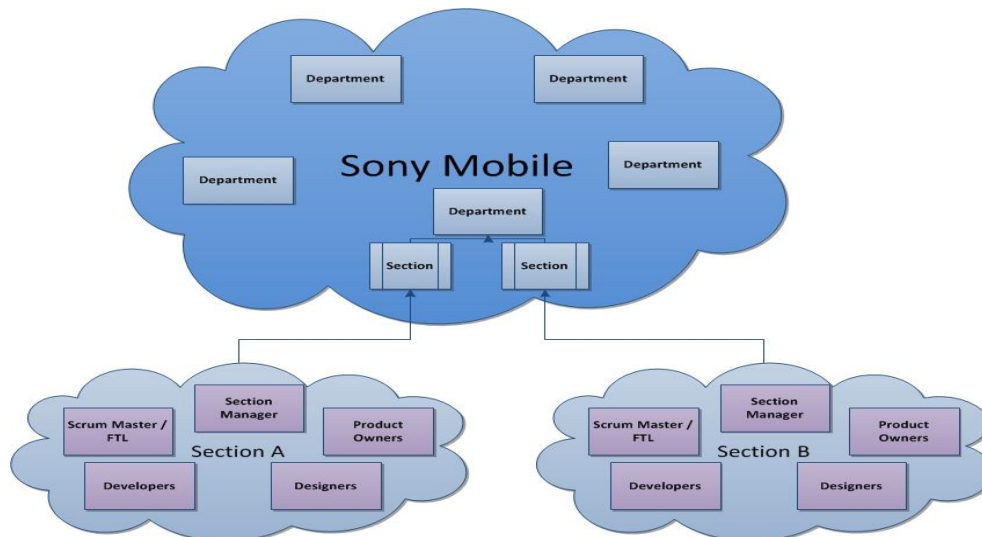 Department
Department
Department
Department
Sony Mobile
Department
Section
Section
Section
Manager
Scrum Master /
FTL
Product
Owners
Section A
Developers
Designers
Section
Manager
Scrum Master /
FTL
Product
Owners
Section B
Developers
Designers